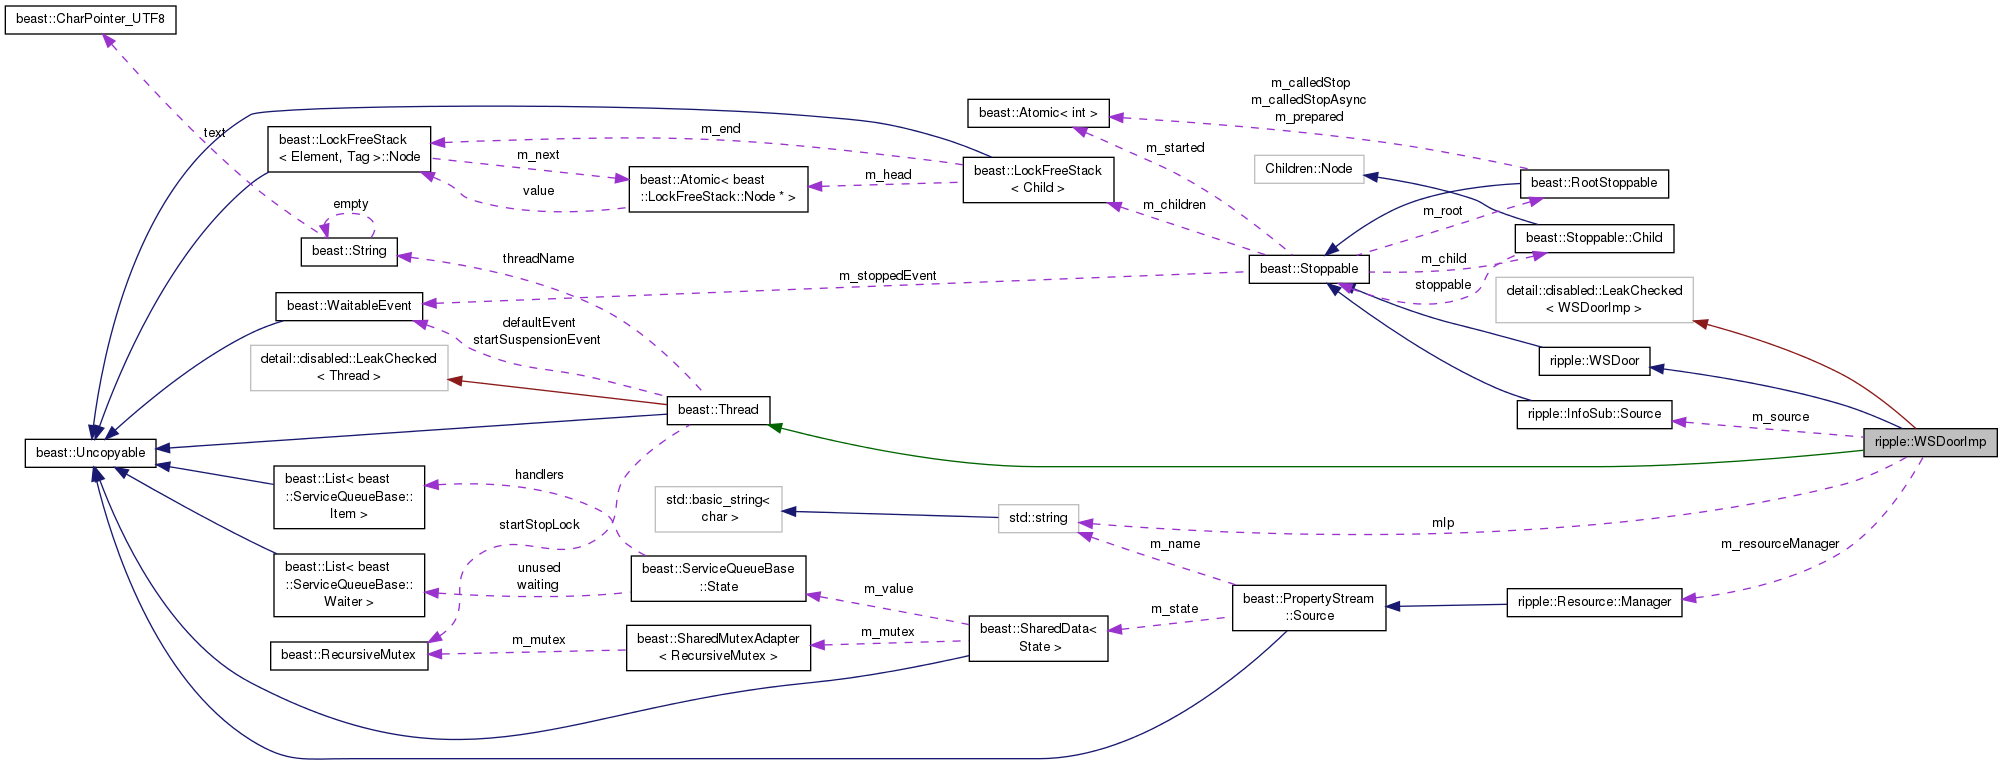 beast::CharPointer_UTF8
text
beast::LockFreeStack
< Element, Tag >::Node
m_end
m_next
value
empty
beast::String
threadName
beast::Atomic< beast
::LockFreeStack::Node * >
m_head
beast::Atomic< int >
m_started
beast::LockFreeStack
< Child >
m_children
m_calledStop
m_calledStopAsync
m_prepared
Children::Node
beast::RootStoppable
m_root
beast::Stoppable::Child
beast::Stoppable
m_child
stoppable
m_stoppedEvent
beast::WaitableEvent
defaultEvent
startSuspensionEvent
detail::disabled::LeakChecked
< Thread >
detail::disabled::LeakChecked
< WSDoorImp >
ripple::WSDoor
ripple::InfoSub::Source
m_source
ripple::WSDoorImp
beast::Thread
beast::Uncopyable
beast::List< beast
::ServiceQueueBase::
Item >
handlers
startStopLock
std::basic_string<
char >
std::string
mIp
m_name
m_resourceManager
beast::List< beast
::ServiceQueueBase::
Waiter >
unused
waiting
beast::ServiceQueueBase
::State
m_value
m_state
beast::PropertyStream
::Source
ripple::Resource::Manager
beast::RecursiveMutex
m_mutex
beast::SharedMutexAdapter
< RecursiveMutex >
m_mutex
beast::SharedData<
State >